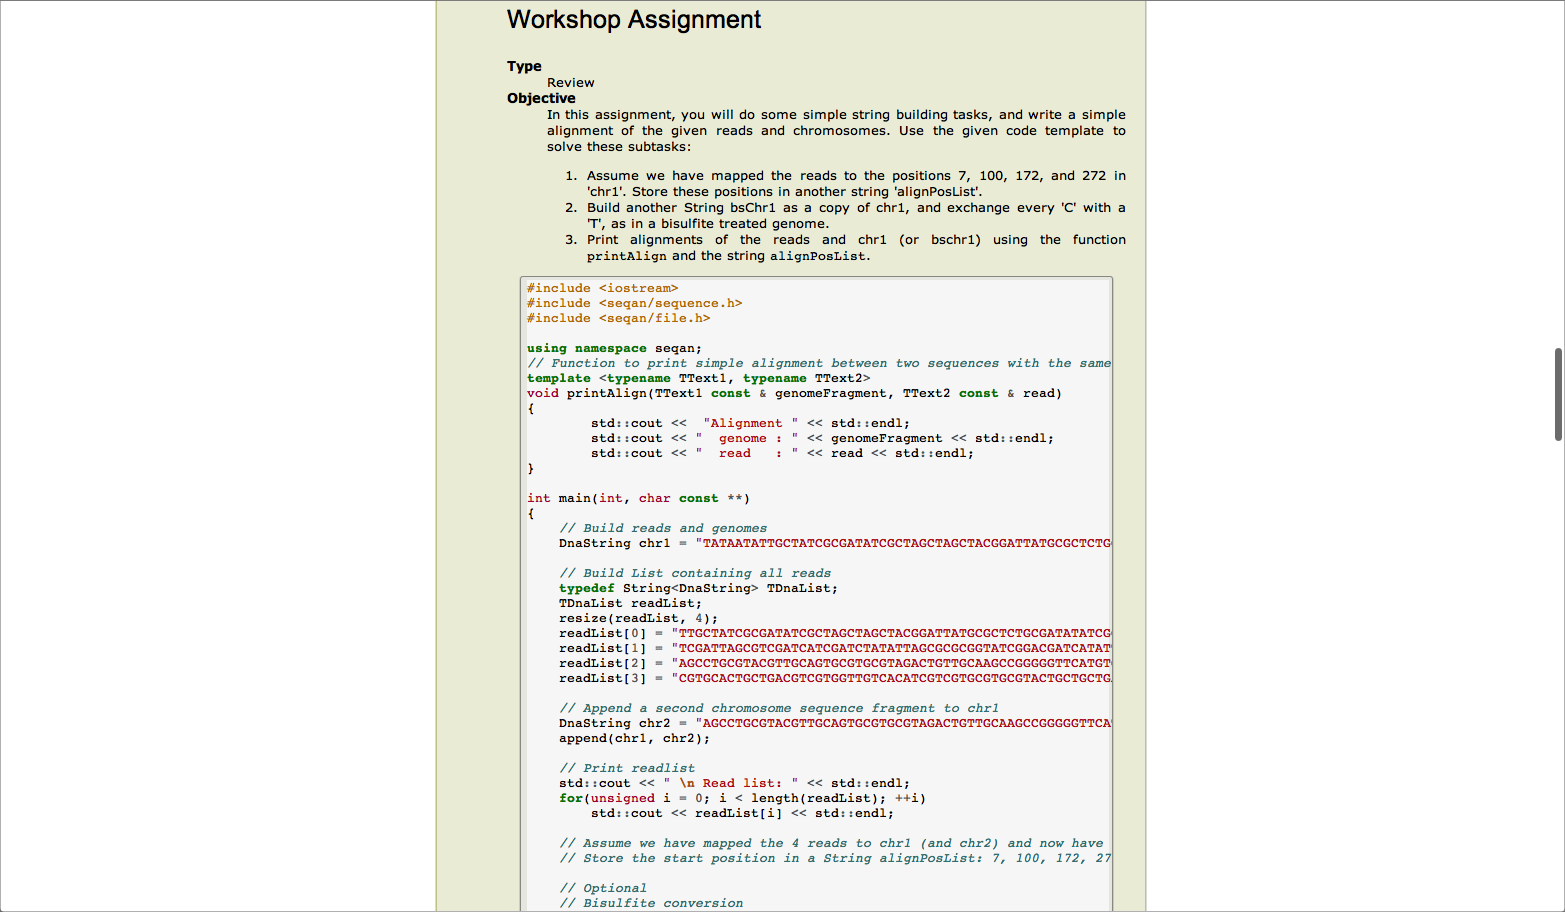 Workshop Assignment
Type
Review
Objective
In this assignment, you will do some simple string building tasks, and write a simple
alignment of the given reads and chromosomes. Use the given code template to
solve these subtasks:
1. Assume we have mapped the reads to the positions 7, 100, 172, and 272 in
'chr1'. Store these positions in another string 'alignPosList'.
2. Build another String bsChr1 as a copy of chr1, and exchange every 'C' with a
'T', as in a bisulfite treated genome.
3. Print alignments of the reads and chr1 (or bschr1) using the function
printAlign and the string alignPosList.
#include <iostream>
#include <seqan/sequence.h>
#include <seqan/file.h>
using namespace seqan;
// Function to print simple alignment between two sequences with the same
template <typename TText1, typename TText2>
void printAlign(TText1 const & genomeFragment, TText2 const & read)
{
std::cout <<  "Alignment " << std::endl;
std::cout << "  genome : " << genomeFragment << std::endl;
std::cout << "  read   : " << read << std::endl;
}
int main(int, char const **)
{
// Build reads and genomes
DnaString chr1 = "TATAATATTGCTATCGCGATATCGCTAGCTAGCTACGGATTATGCGCTCTG
// Build List containing all reads
typedef String<DnaString> TDnaList;
TDnaList readList;
resize(readList, 4);
readList[0] = "TTGCTATCGCGATATCGCTAGCTAGCTACGGATTATGCGCTCTGCGATATATCG
readList[1] = "TCGATTAGCGTCGATCATCGATCTATATTAGCGCGCGGTATCGGACGATCATAT
readList[2] = "AGCCTGCGTACGTTGCAGTGCGTGCGTAGACTGTTGCAAGCCGGGGGTTCATGT
readList[3] = "CGTGCACTGCTGACGTCGTGGTTGTCACATCGTCGTGCGTGCGTACTGCTGCTG
// Append a second chromosome sequence fragment to chr1
DnaString chr2 = "AGCCTGCGTACGTTGCAGTGCGTGCGTAGACTGTTGCAAGCCGGGGGTTCA
append(chr1, chr2);
// Print readlist
std::cout << " \n Read list: " << std::endl;
for(unsigned i = 0; i < length(readList); ++i)
std::cout << readList[i] << std::endl;
// Assume we have mapped the 4 reads to chr1 (and chr2) and now have
// Store the start position in a String alignPosList: 7, 100, 172, 27
// Optional
// Bisulfite conversion